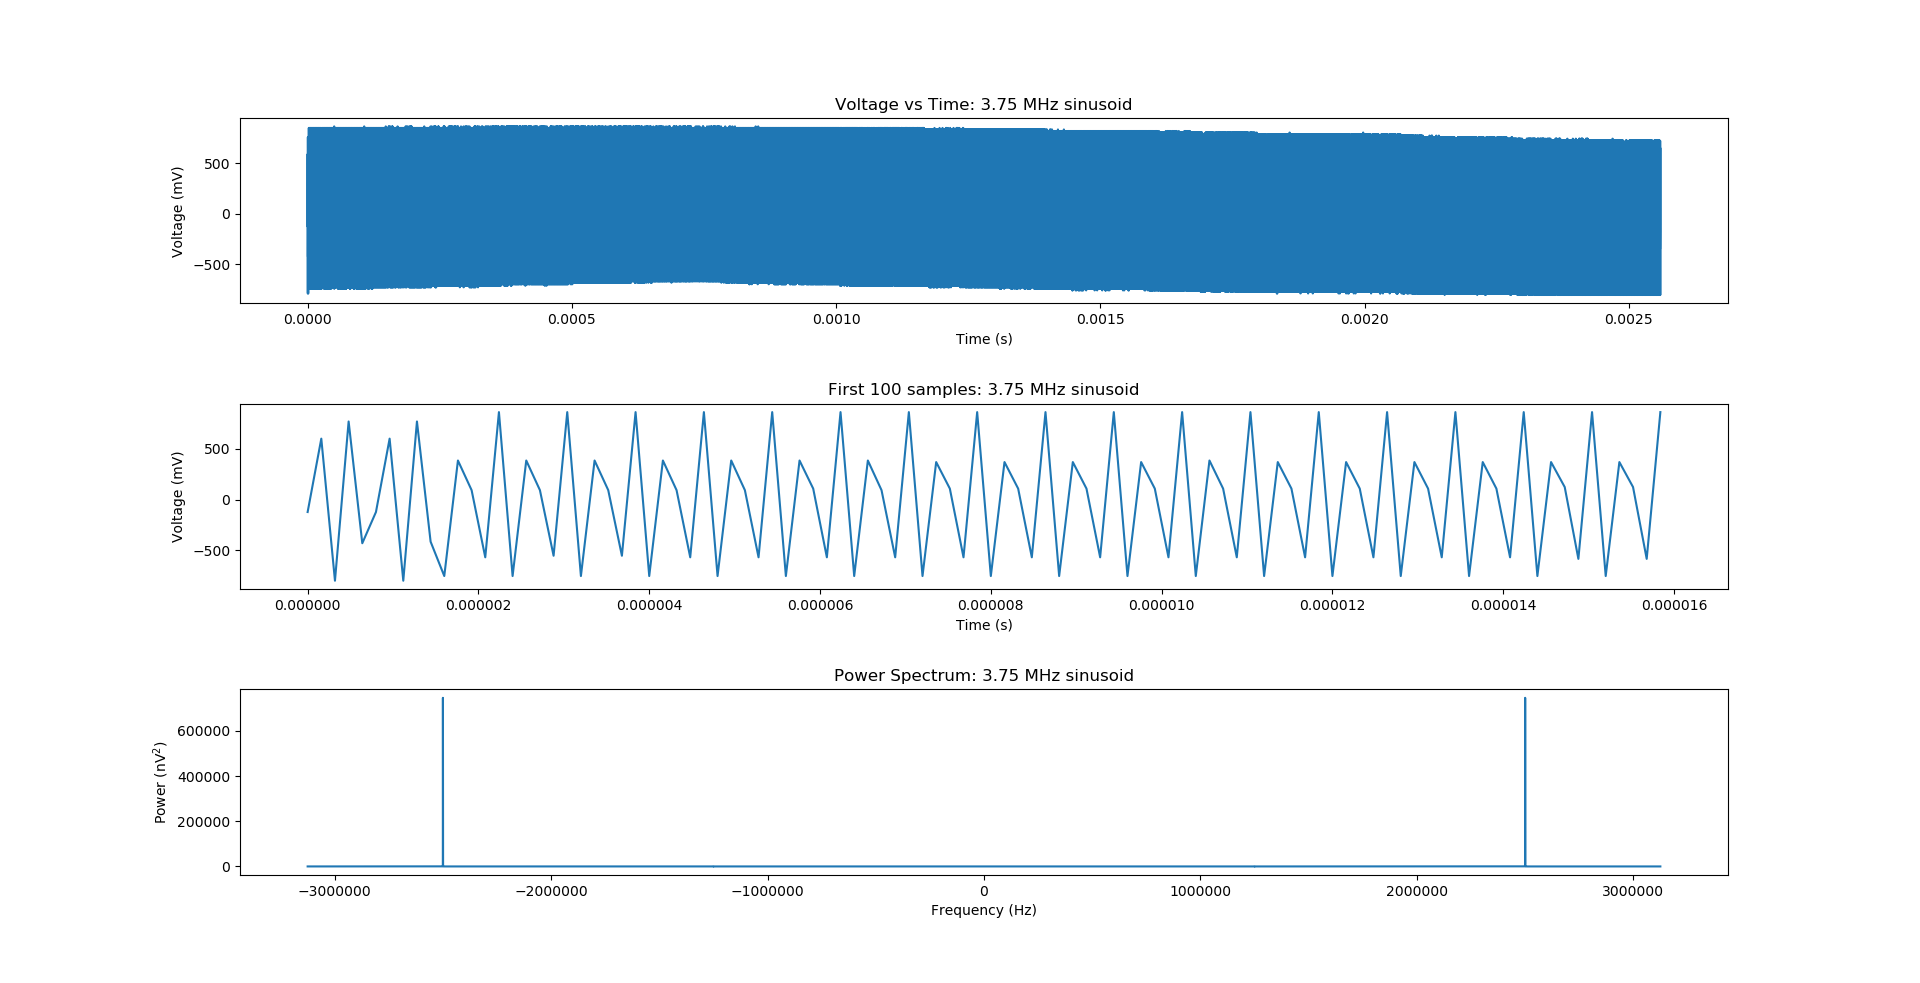 Voltage vs Time: 3.75 MHz sinusoid
Voltage (mV)
500
0
−500
0.0000 0.0005 0.0010 0.0015 0.0020 0.0025
Time (s)
First 100 samples: 3.75 MHz sinusoid
Voltage (mV)
500
0
−500
0.000000 0.000002 0.000004 0.000006 0.000008 0.000010 0.000012 0.000014 0.000016
Time (s)
Power Spectrum: 3.75 MHz sinusoid
Power (nV²)
600000
400000
200000
0
−3000000 −2000000 −1000000 0 1000000 2000000 3000000
Frequency (Hz)